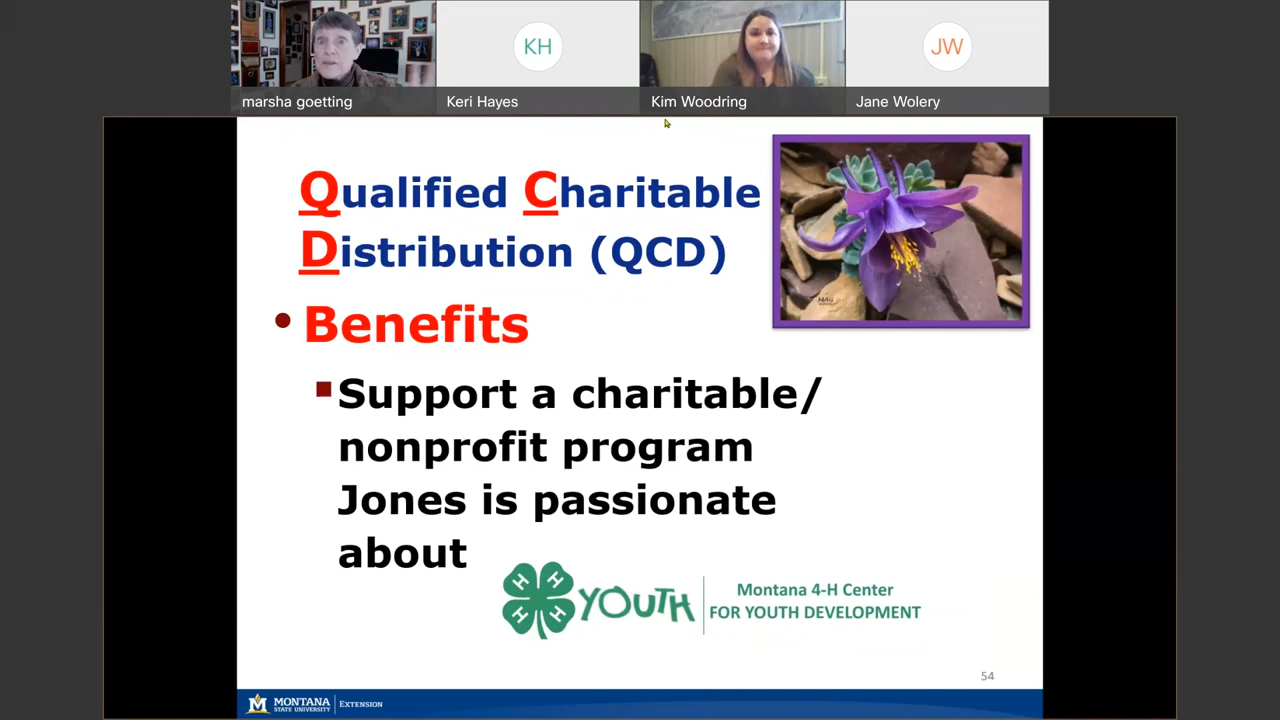 KH
JW
marsha goetting
Keri Hayes
Kim Woodring
Jane Wolery
Qualified Charitable
Distribution (QCD)
• Benefits
▪ Support a charitable/
nonprofit program
Jones is passionate
about
H H H H
YOUTH
Montana 4-H Center
FOR YOUTH DEVELOPMENT
54
MONTANA
STATE UNIVERSITY
EXTENSION